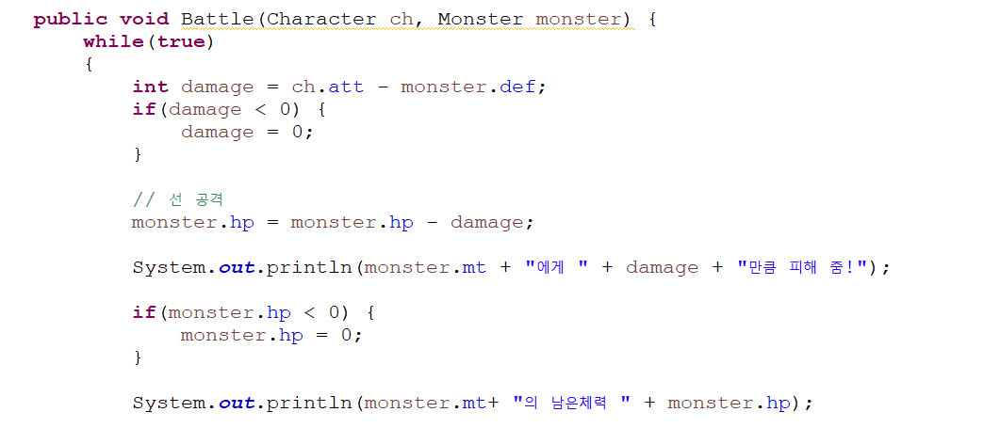 public void Battle(Character ch, Monster monster) {
while(true)
{
int damage = ch.att - monster.def;
if(damage < 0) {
damage = 0;
}
// 선 공격
monster.hp = monster.hp - damage;
System.out.println(monster.mt + "에게 " + damage + "만큼 피해 줌!");
if(monster.hp < 0) {
monster.hp = 0;
}
System.out.println(monster.mt+ "의 남은체력 " + monster.hp);